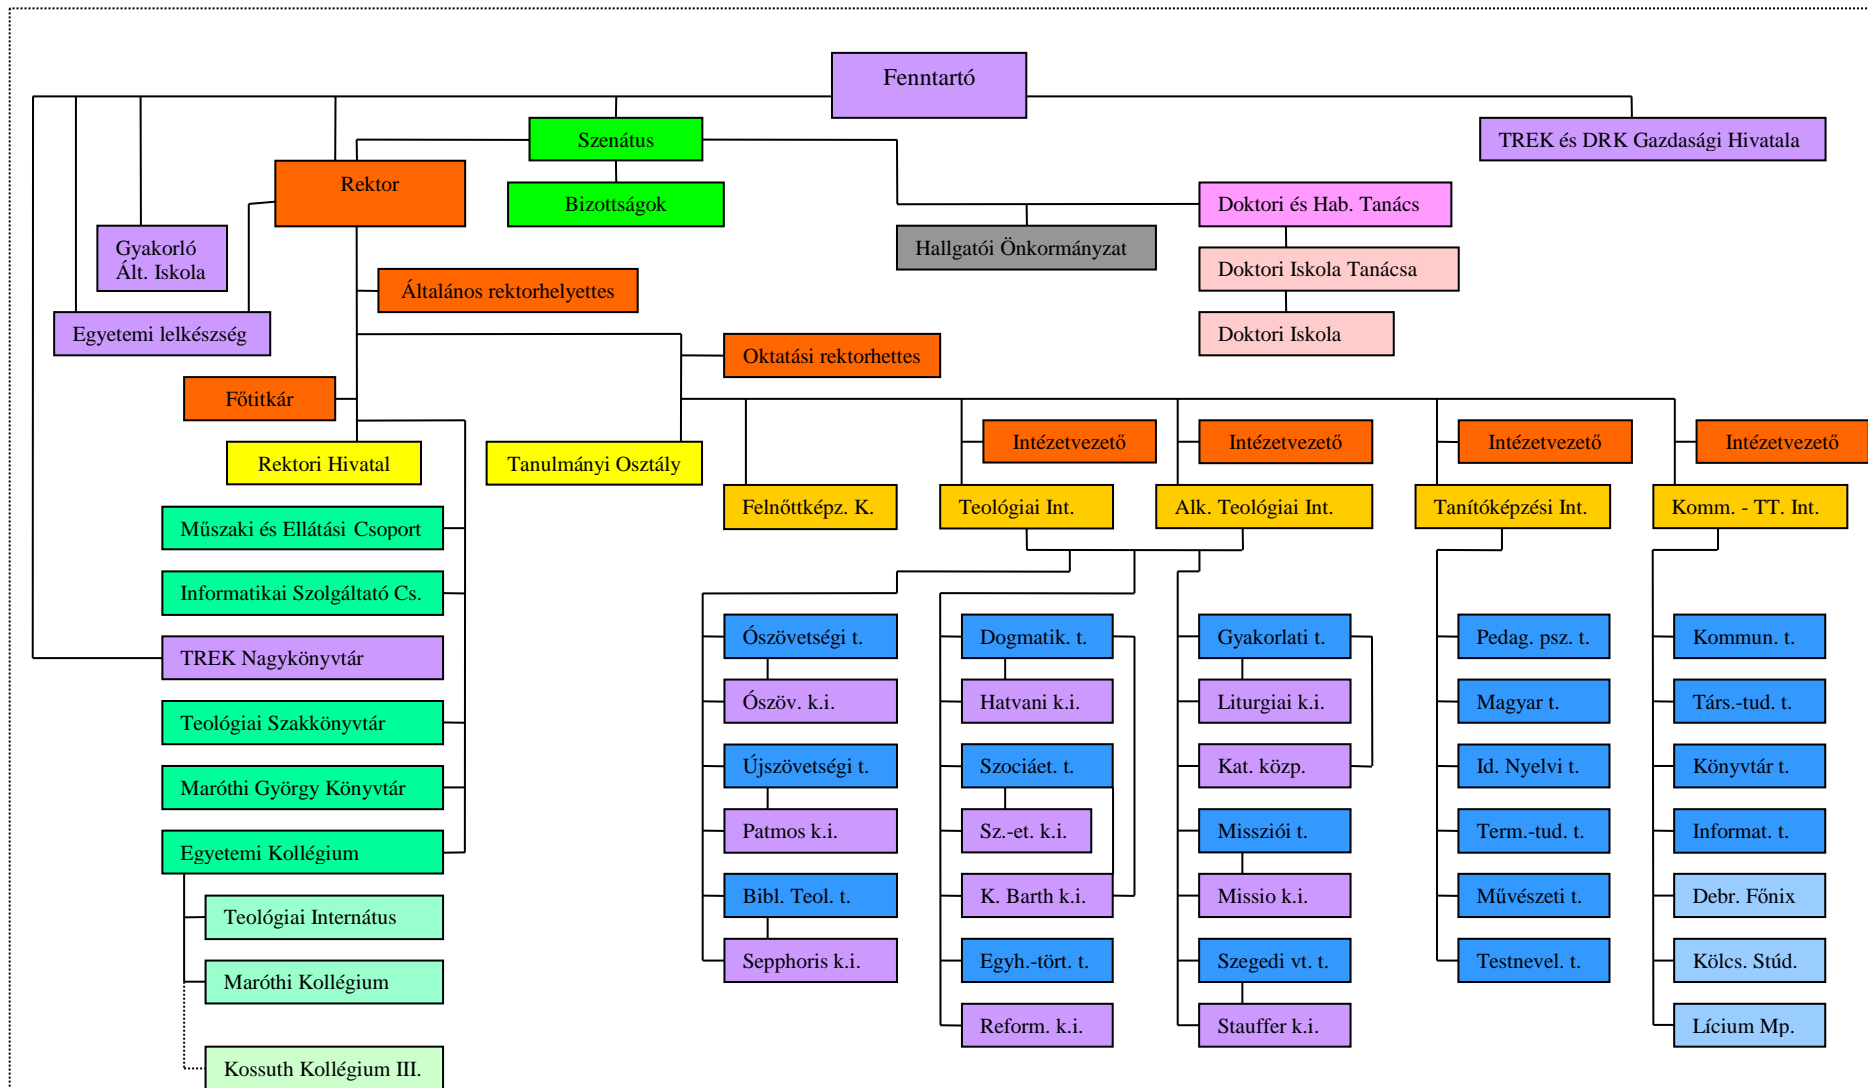 Fenntartó
Szenátus
TREK és DRK Gazdasági Hivatala
Rektor
Bizottságok
Doktori és Hab. Tanács
Gyakorló
Ált. Iskola
Hallgatói Önkormányzat
Doktori Iskola Tanácsa
Általános rektorhelyettes
Egyetemi lelkészség
Doktori Iskola
Oktatási rektorhettes
Főtitkár
Intézetvezető
Intézetvezető
Intézetvezető
Intézetvezető
Rektori Hivatal
Tanulmányi Osztály
Felnőttképz. K.
Teológiai Int.
Alk. Teológiai Int.
Tanítóképzési Int.
Komm. - TT. Int.
Műszaki és Ellátási Csoport
Informatikai Szolgáltató Cs.
TREK Nagykönyvtár
Teológiai Szakkönyvtár
Maróthi György Könyvtár
Egyetemi Kollégium
Teológiai Internátus
Maróthi Kollégium
Kossuth Kollégium III.
Ószövetségi t.
Ószöv. k.i.
Újszövetségi t.
Patmos k.i.
Bibl. Teol. t.
Sepphoris k.i.
Dogmatik. t.
Hatvani k.i.
Szociáet. t.
Sz.-et. k.i.
K. Barth k.i.
Egyh.-tört. t.
Reform. k.i.
Gyakorlati t.
Liturgiai k.i.
Kat. közp.
Missziói t.
Missio k.i.
Szegedi vt. t.
Stauffer k.i.
Pedag. psz. t.
Magyar t.
Id. Nyelvi t.
Term.-tud. t.
Művészeti t.
Testnevel. t.
Kommun. t.
Társ.-tud. t.
Könyvtár t.
Informat. t.
Debr. Főnix
Kölcs. Stúd.
Lícium Mp.